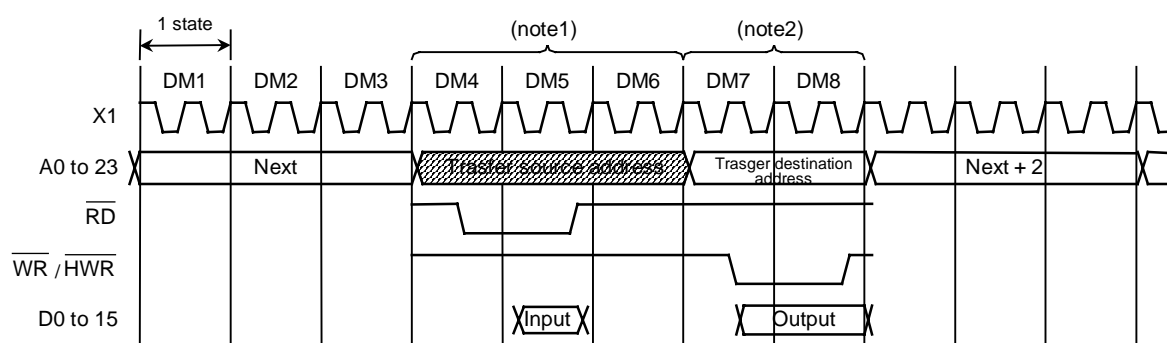 1 state
(note1)
(note2)
DM1 DM2 DM3 DM4 DM5 DM6 DM7 DM8
X1
A0 to 23
Next
Trasfer source address
Trasger destination
address
Next + 2
RD
WR / HWR
D0 to 15
Input
Output